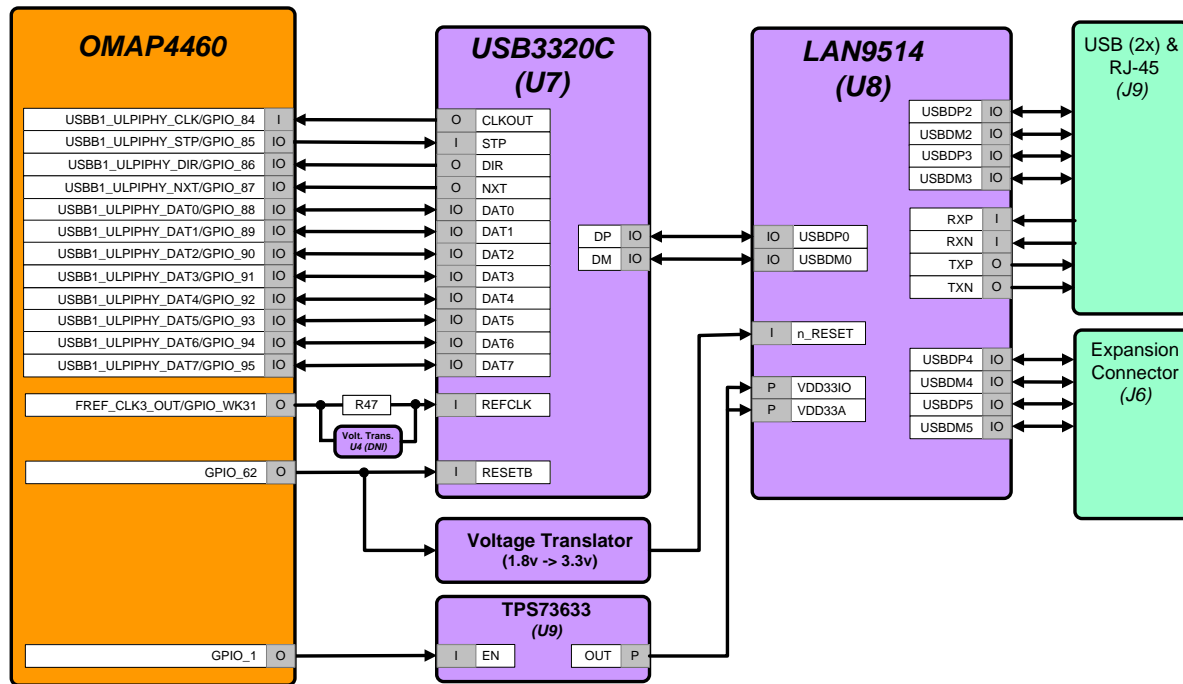 OMAP4460
USBB1_ULPIPHY_CLK/GPIO_84 I
USBB1_ULPIPHY_STP/GPIO_85 IO
USBB1_ULPIPHY_DIR/GPIO_86 IO
USBB1_ULPIPHY_NXT/GPIO_87 IO
USBB1_ULPIPHY_DAT0/GPIO_88 IO
USBB1_ULPIPHY_DAT1/GPIO_89 IO
USBB1_ULPIPHY_DAT2/GPIO_90 IO
USBB1_ULPIPHY_DAT3/GPIO_91 IO
USBB1_ULPIPHY_DAT4/GPIO_92 IO
USBB1_ULPIPHY_DAT5/GPIO_93 IO
USBB1_ULPIPHY_DAT6/GPIO_94 IO
USBB1_ULPIPHY_DAT7/GPIO_95 IO
FREF_CLK3_OUT/GPIO_WK31 O
GPIO_62 O
GPIO_1 O
R47
Volt. Trans.
U4 (DNI)
USB3320C
(U7)
O CLKOUT
I STP
O DIR
O NXT
IO DAT0
IO DAT1
IO DAT2
IO DAT3
IO DAT4
IO DAT5
IO DAT6
IO DAT7
I REFCLK
I RESETB
DP IO
DM IO
Voltage Translator
(1.8v -> 3.3v)
TPS73633
(U9)
I EN
OUT P
LAN9514
(U8)
IO USBDP0
IO USBDM0
I n_RESET
P VDD33IO
P VDD33A
USBDP2 IO
USBDM2 IO
USBDP3 IO
USBDM3 IO
RXP I
RXN I
TXP O
TXN O
USBDP4 IO
USBDM4 IO
USBDP5 IO
USBDM5 IO
USB (2x) &
RJ-45
(J9)
Expansion
Connector
(J6)